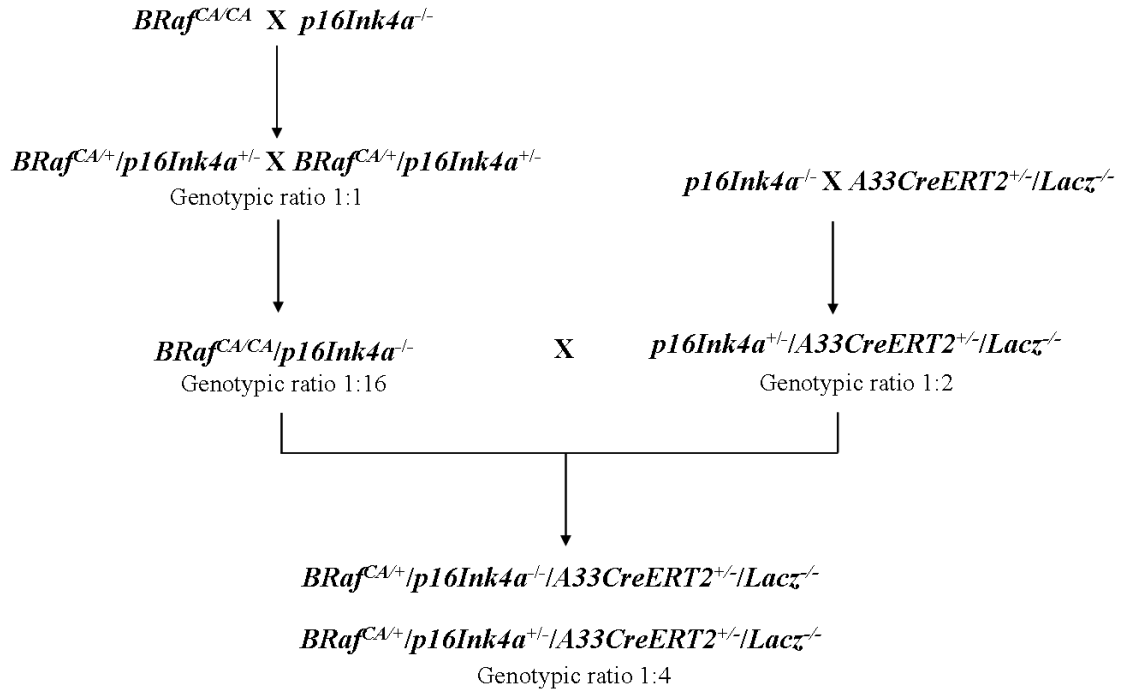 BRaf^CA/CA X p16Ink4a^-/-
BRaf^CA/+/p16Ink4a^+/- X BRaf^CA/+/p16Ink4a^+/-
Genotypic ratio 1:1
p16Ink4a^-/- X A33CreERT2^+/-/Lacz^-/-
BRaf^CA/CA/p16Ink4a^-/- X p16Ink4a^+/-/A33CreERT2^+/-/Lacz^-/-
Genotypic ratio 1:16 Genotypic ratio 1:2
BRaf^CA/+/p16Ink4a^-/-/A33CreERT2^+/-/Lacz^-/-
BRaf^CA/+/p16Ink4a^+/-/A33CreERT2^+/-/Lacz^-/-
Genotypic ratio 1:4